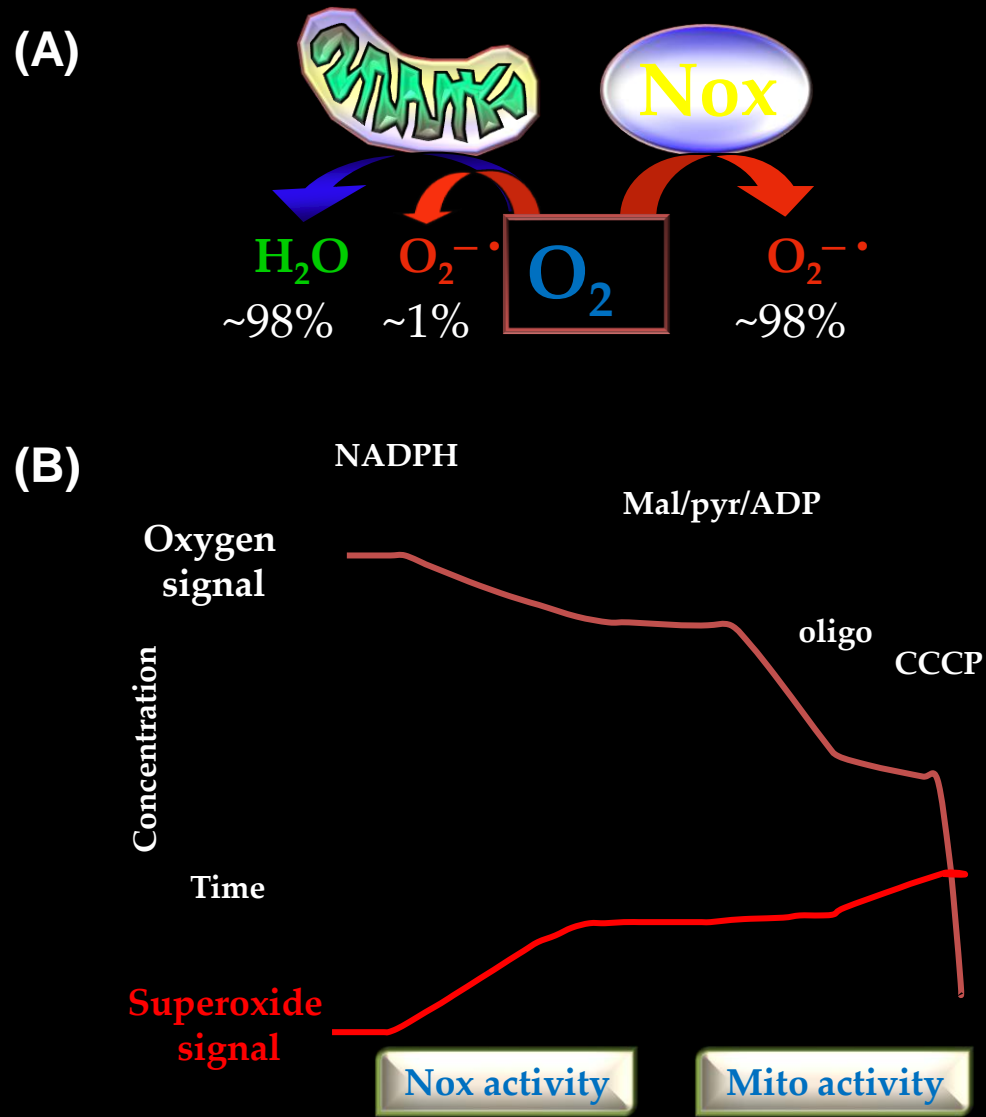 (A)
Nox
H₂O
O₂⁻·
O₂
O₂⁻·
~98%
~1%
~98%
(B)
NADPH
Mal/pyr/ADP
Oxygen
signal
oligo
CCCP
Concentration
Time
Superoxide
signal
Nox activity
Mito activity